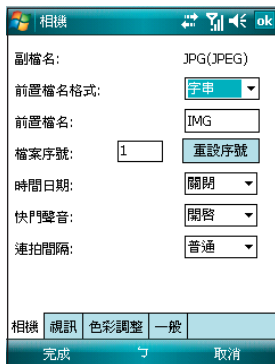 相機 ok
副檔名: JPG(JPEG)
前置檔名格式: 字串
前置檔名: IMG
檔案序號: 1 重設序號
時間日期: 關閉
快門聲音: 開啓
連拍間隔: 普通
相機 視訊 色彩調整 一般
完成 ㄅ 取消